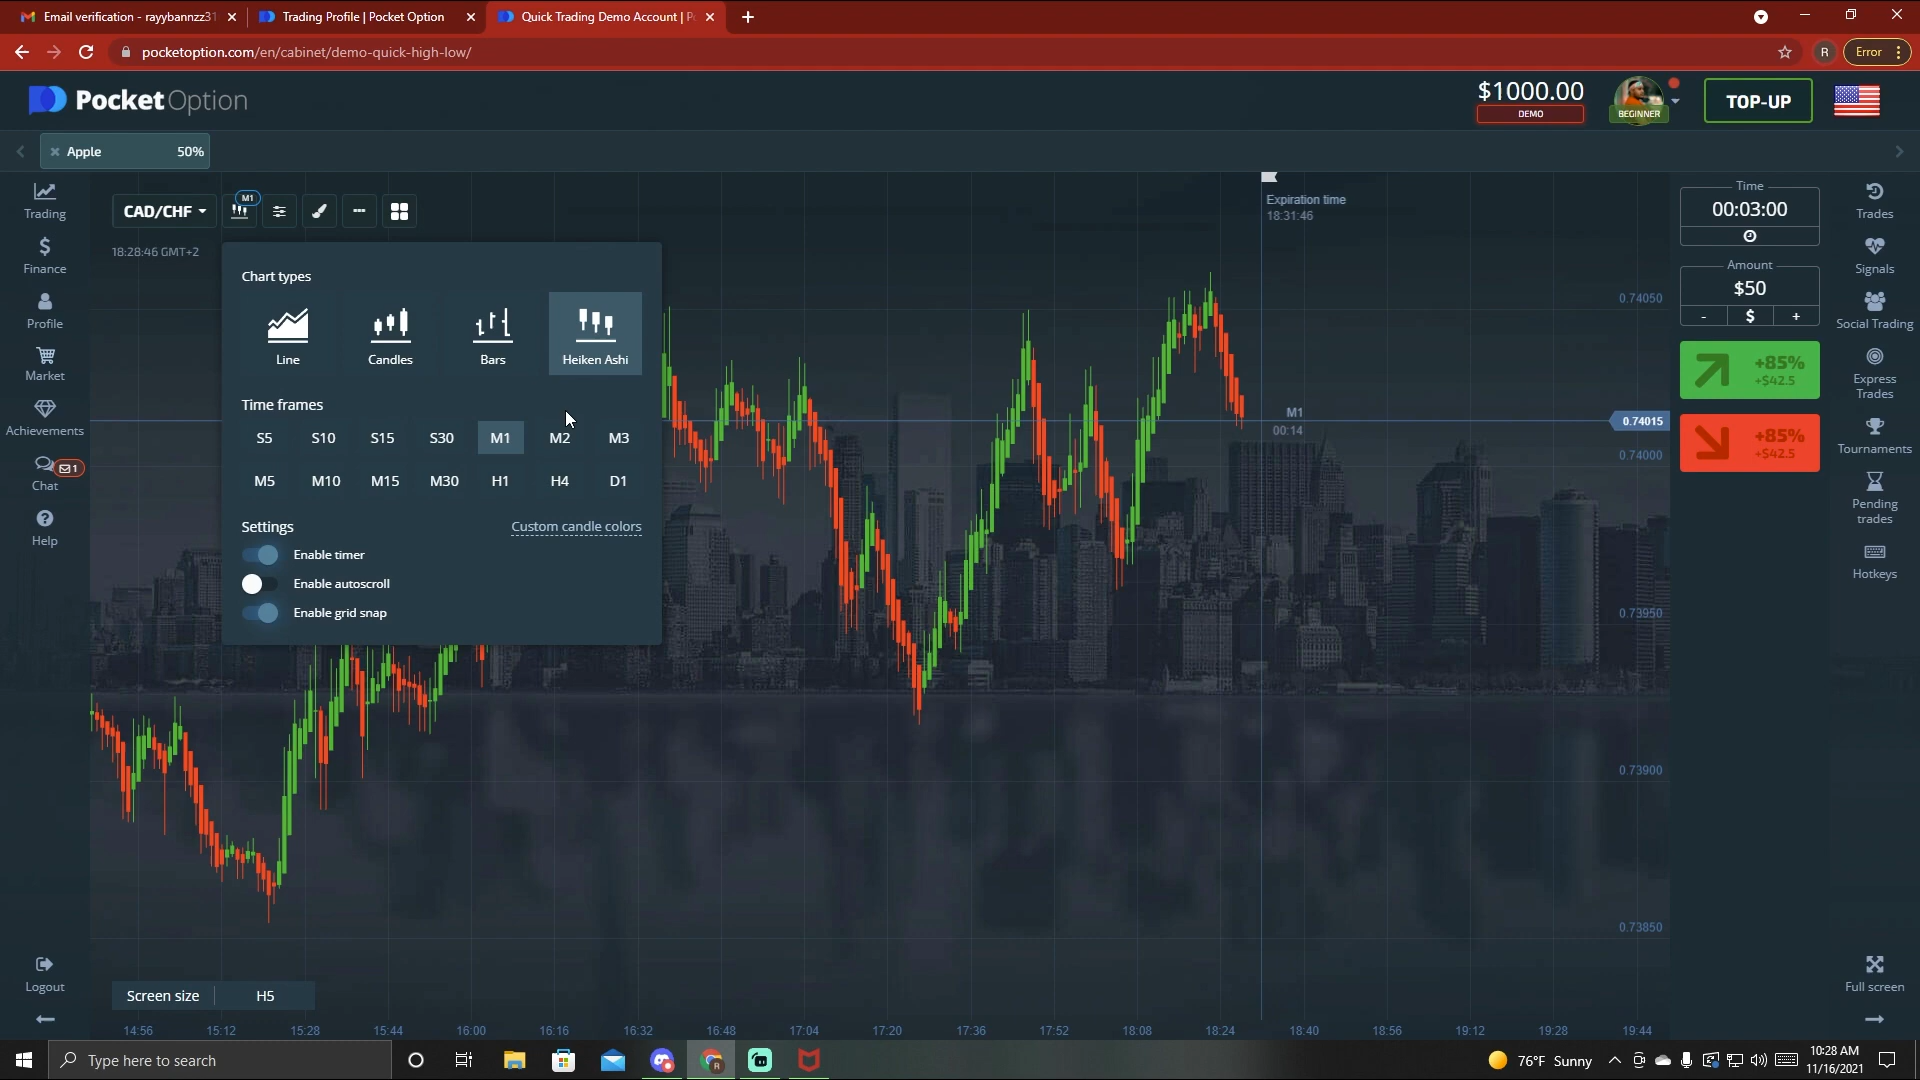 Email verification - rayybannzz31
Trading Profile | Pocket Option
Quick Trading Demo Account | P
pocketoption.com/en/cabinet/demo-quick-high-low/
R
Error
PocketOption
$1000.00
DEMO
BEGINNER
TOP-UP
Apple 50%
Trading
Finance
Profile
Market
Achievements
Chat
1
Help
Logout
CAD/CHF
M1
18:28:46 GMT+2
Chart types
Line
Candles
Bars
Heiken Ashi
Time frames
S5 S10 S15 S30 M1 M2 M3
M5 M10 M15 M30 H1 H4 D1
Settings
Custom candle colors
Enable timer
Enable autoscroll
Enable grid snap
Expiration time
18:31:46
M1
00:14
0.74050
0.74015
0.74000
0.73950
0.73900
0.73850
Time
00:03:00
Amount
$50
- $ +
+85%
+$42.5
+85%
+$42.5
Trades
Signals
Social Trading
Express
Trades
Tournaments
Pending
trades
Hotkeys
Full screen
Screen size H5
14:56 15:12 15:28 15:44 16:00 16:16 16:32 16:48 17:04 17:20 17:36 17:52 18:08 18:24 18:40 18:56 19:12 19:28 19:44
Type here to search
76°F Sunny
10:28 AM
11/16/2021